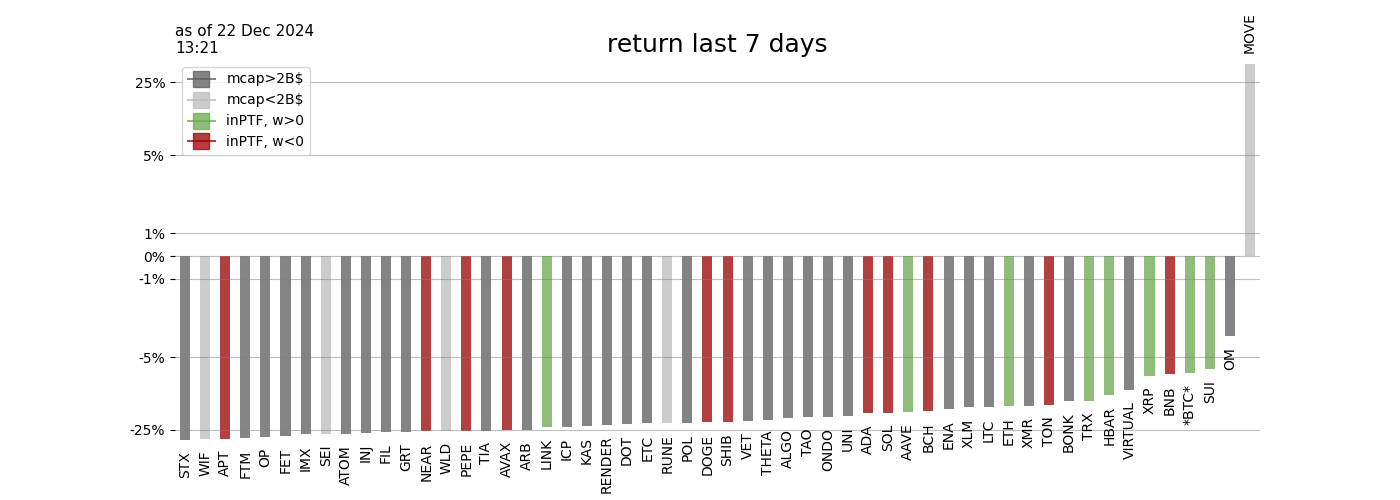 as of 22 Dec 2024
13:21
return last 7 days
MOVE
mcap>2B$
mcap<2B$
inPTF, w>0
inPTF, w<0
25%
5%
1%
0%
-1%
-5%
-25%
STX
WIF
APT
FTM
OP
FET
IMX
SEI
ATOM
INJ
FIL
GRT
NEAR
WLD
PEPE
TIA
AVAX
ARB
LINK
ICP
KAS
RENDER
DOT
ETC
RUNE
POL
DOGE
SHIB
VET
THETA
ALGO
TAO
ONDO
UNI
ADA
SOL
AAVE
BCH
ENA
XLM
LTC
ETH
XMR
TON
BONK
TRX
HBAR
VIRTUAL
XRP
BNB
*BTC*
SUI
OM